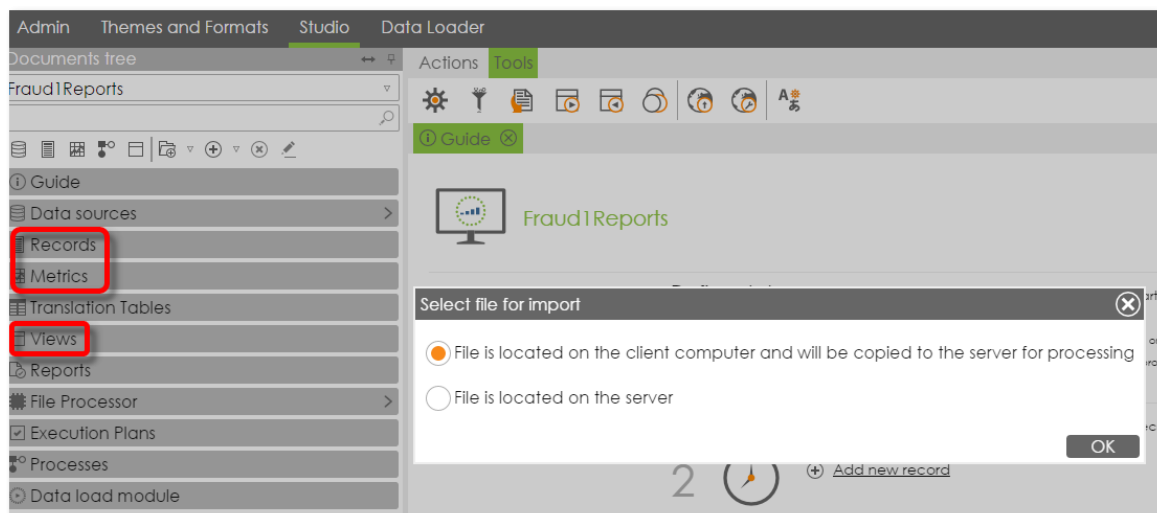 Admin Themes and Formats Studio Data Loader
Documents tree
Actions Tools
Fraud1Reports
Guide
Guide
Data sources
Records
Metrics
Translation Tables
Views
Reports
File Processor
Execution Plans
Processes
Data load module
Fraud1Reports
Select file for import
File is located on the client computer and will be copied to the server for processing
File is located on the server
OK
2
Add new record